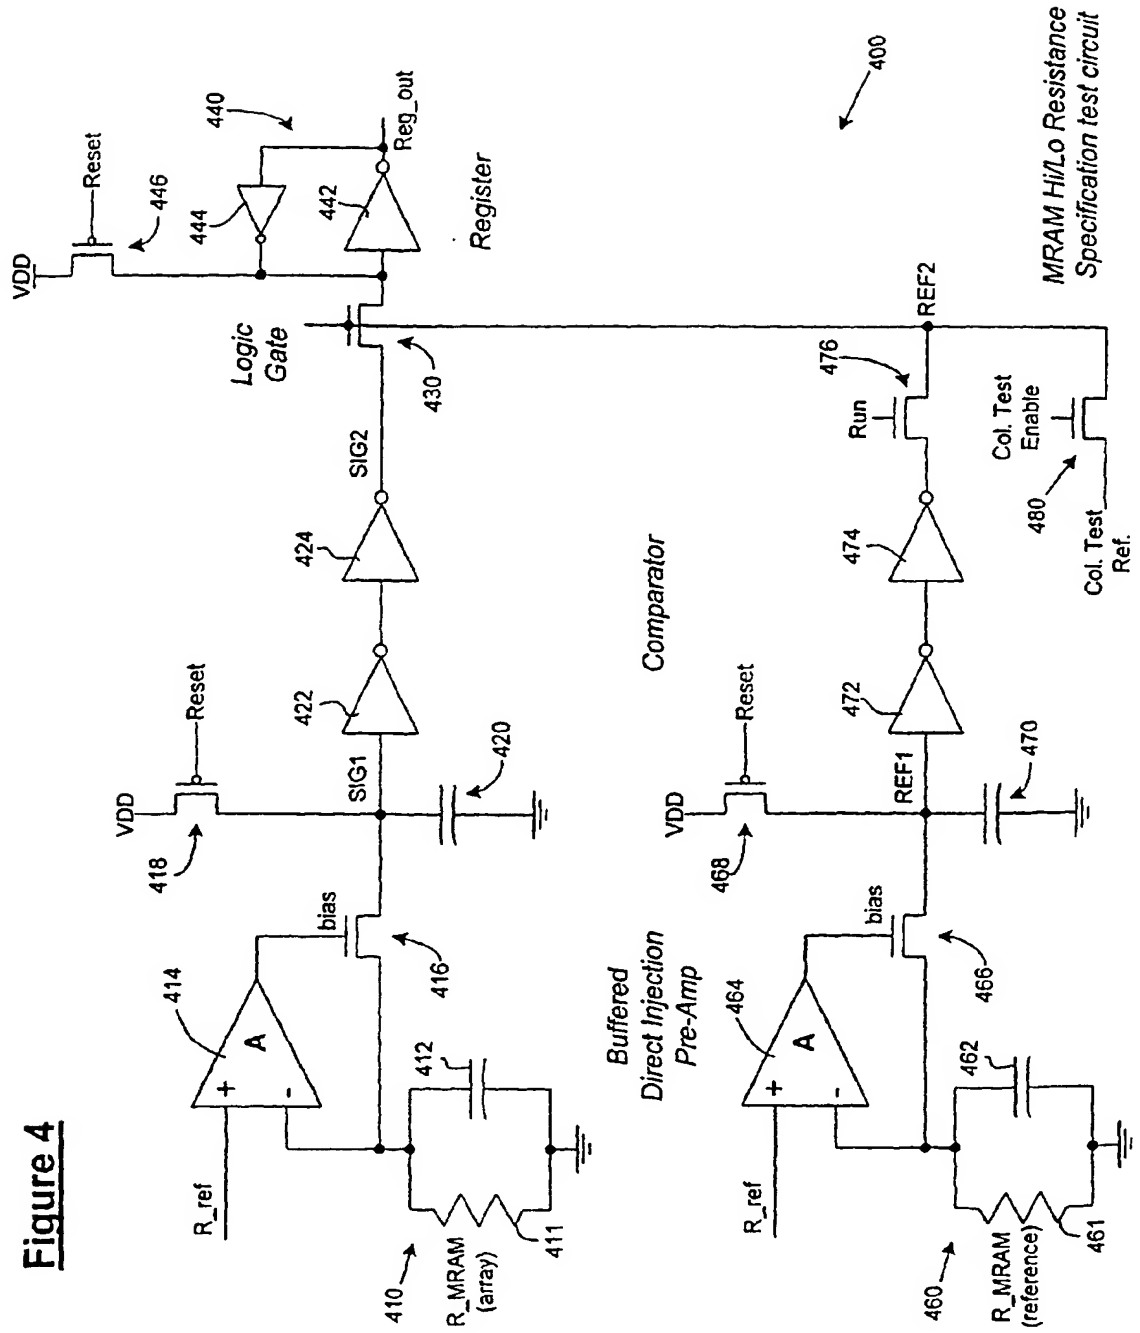 Figure 4
VDD
Reset
446
444
440
442
Reg_out
Register
Logic
Gate
430
VDD
Reset
418
414
A
+
-
R_ref
bias
416
SIG1
422
424
SIG2
420
412
411
410
R_MRAM
(array)
Buffered
Direct Injection
Pre-Amp
Comparator
VDD
Reset
468
464
A
+
-
R_ref
bias
466
REF1
472
474
Run
476
REF2
470
462
461
460
R_MRAM
(reference)
Col. Test
Enable
480
Col. Test
Ref.
400
MRAM Hi/Lo Resistance
Specification test circuit